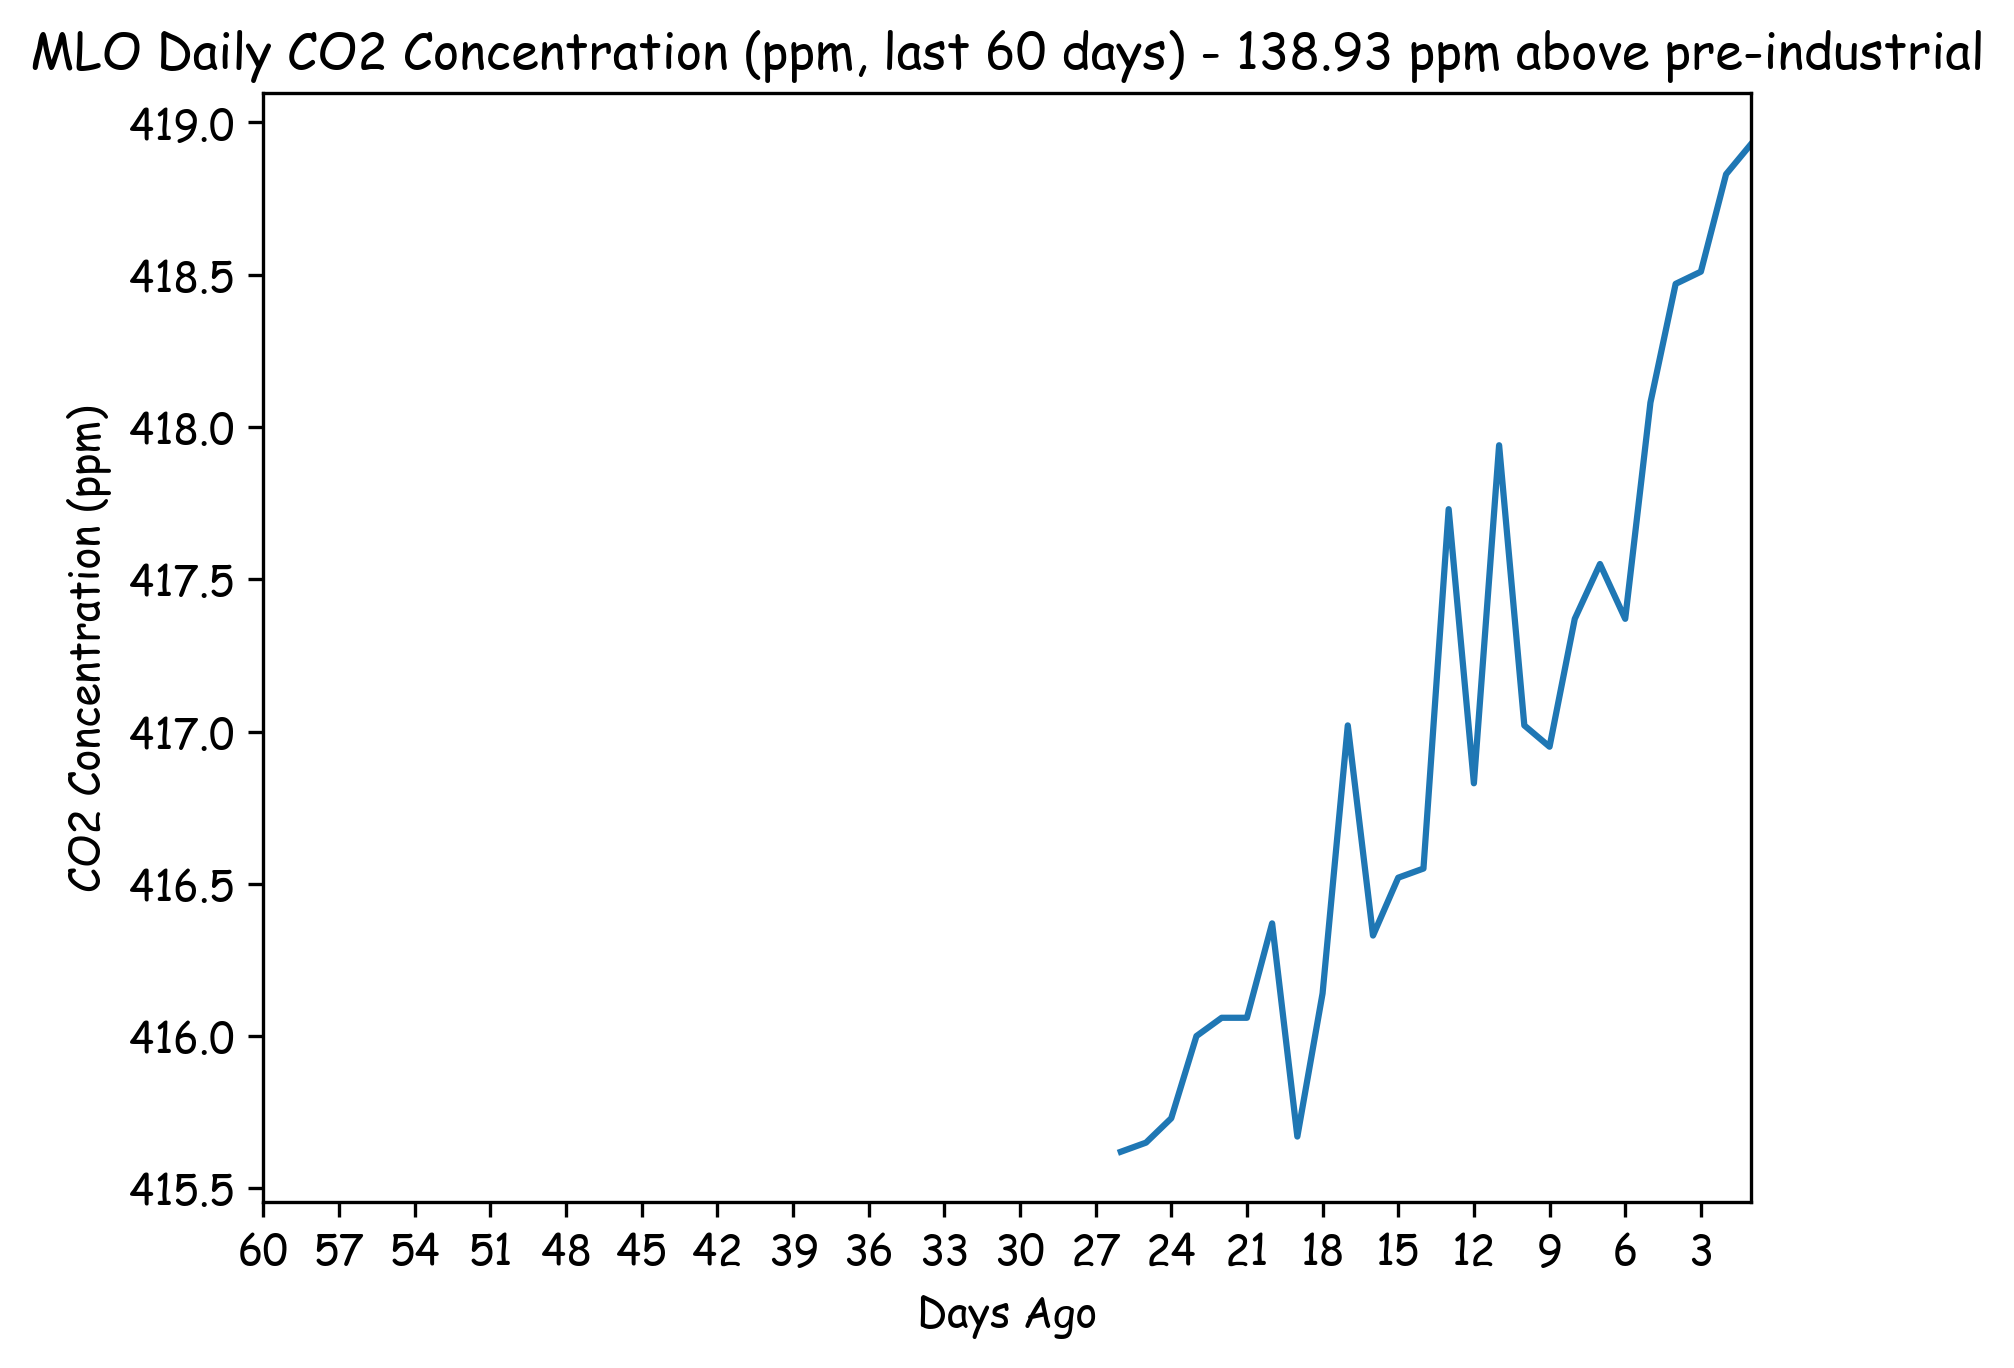 MLO Daily CO2 Concentration (ppm, last 60 days) - 138.93 ppm above pre-industrial
419.0
418.5
418.0
417.5
417.0
416.5
416.0
415.5
CO2 Concentration (ppm)
60 57 54 51 48 45 42 39 36 33 30 27 24 21 18 15 12 9 6 3
Days Ago